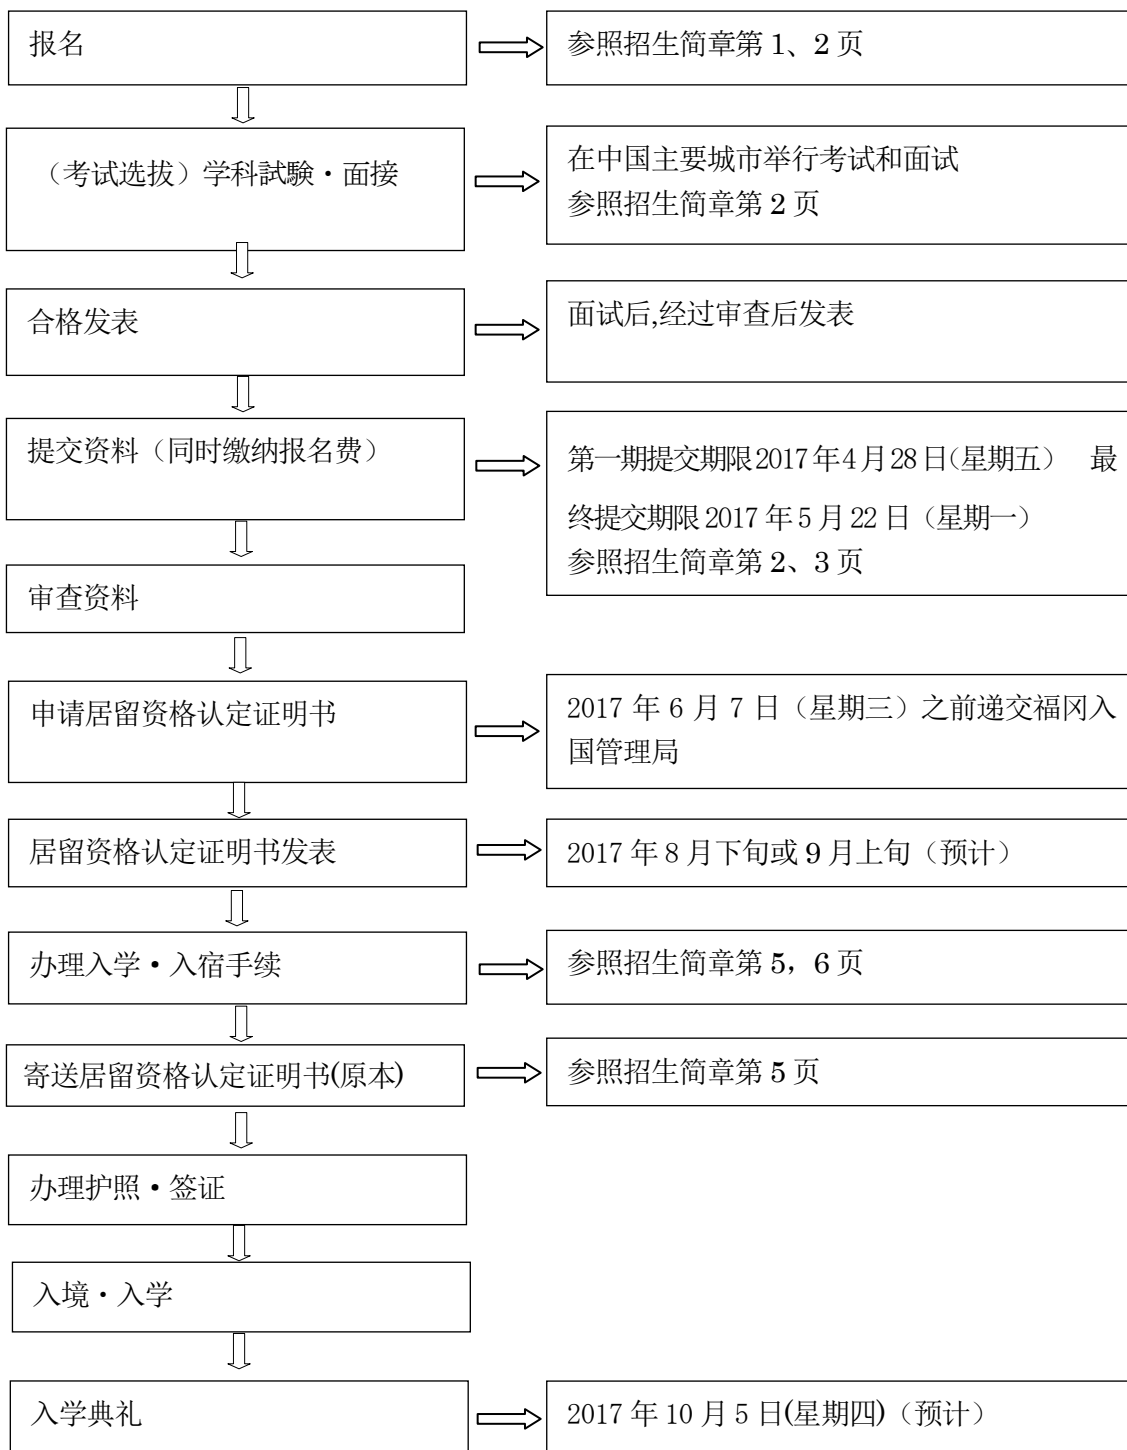 报名
参照招生简章第 1、2 页
（考试选拔）学科試験・面接
在中国主要城市举行考试和面试
参照招生简章第 2 页
合格发表
面试后,经过审查后发表
提交资料（同时缴纳报名费）
第一期提交期限 2017 年 4 月 28 日（星期五） 最
终提交期限 2017 年 5 月 22 日（星期一）
参照招生简章第 2、3 页
审查资料
申请居留资格认定证明书
2017 年 6 月 7 日（星期三）之前递交福冈入
国管理局
居留资格认定证明书发表
2017 年 8 月下旬或 9 月上旬（预计）
办理入学・入宿手续
参照招生简章第 5，6 页
寄送居留资格认定证明书(原本)
参照招生简章第 5 页
办理护照・签证
入境・入学
入学典礼
2017 年 10 月 5 日(星期四)（预计）